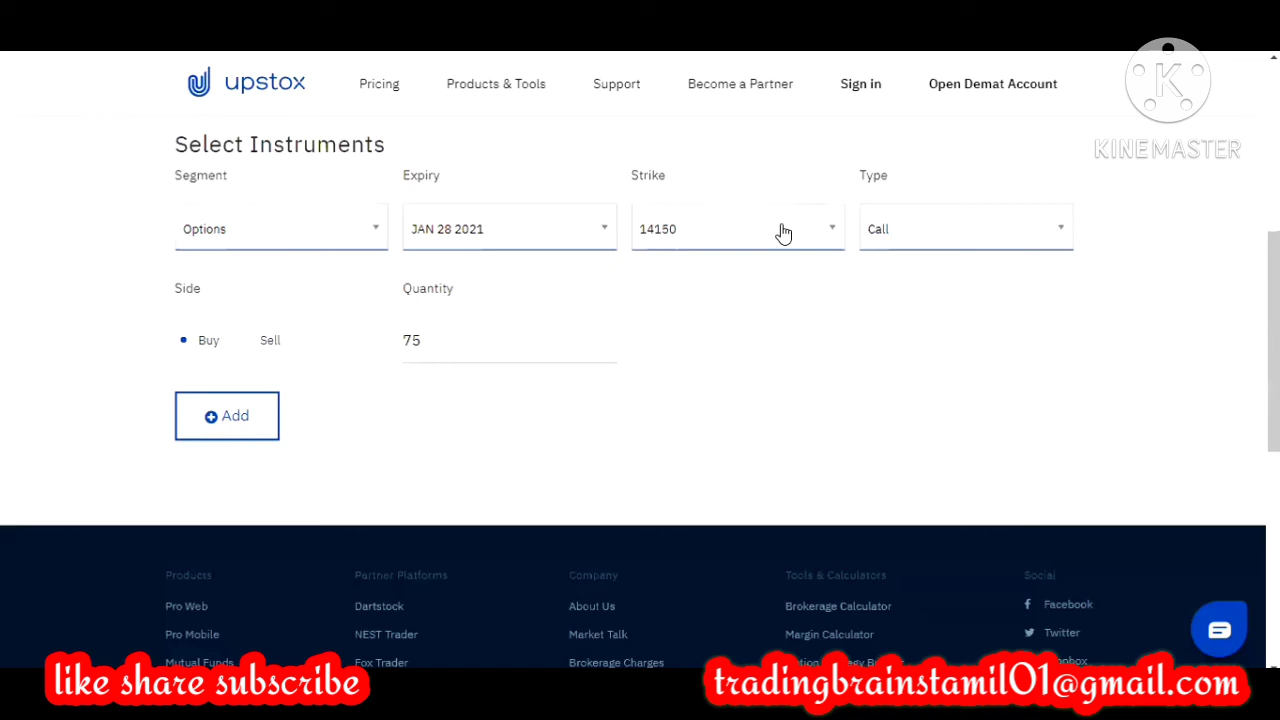 upstox
Pricing
Products & Tools
Support
Become a Partner
Sign in
Open Demat Account
K
KINEMASTER
Select Instruments
Segment
Expiry
Strike
Type
Options
JAN 28 2021
14150
Call
Side
Quantity
Buy
Sell
75
Add
Products
Partner Platforms
Company
Tools & Calculators
Social
Pro Web
Dartstock
About Us
Brokerage Calculator
Facebook
Pro Mobile
NEST Trader
Market Talk
Margin Calculator
Twitter
Mutual Funds
Fox Trader
Brokerage Charges
like share subscribe
tradingbrainstamil01@gmail.com